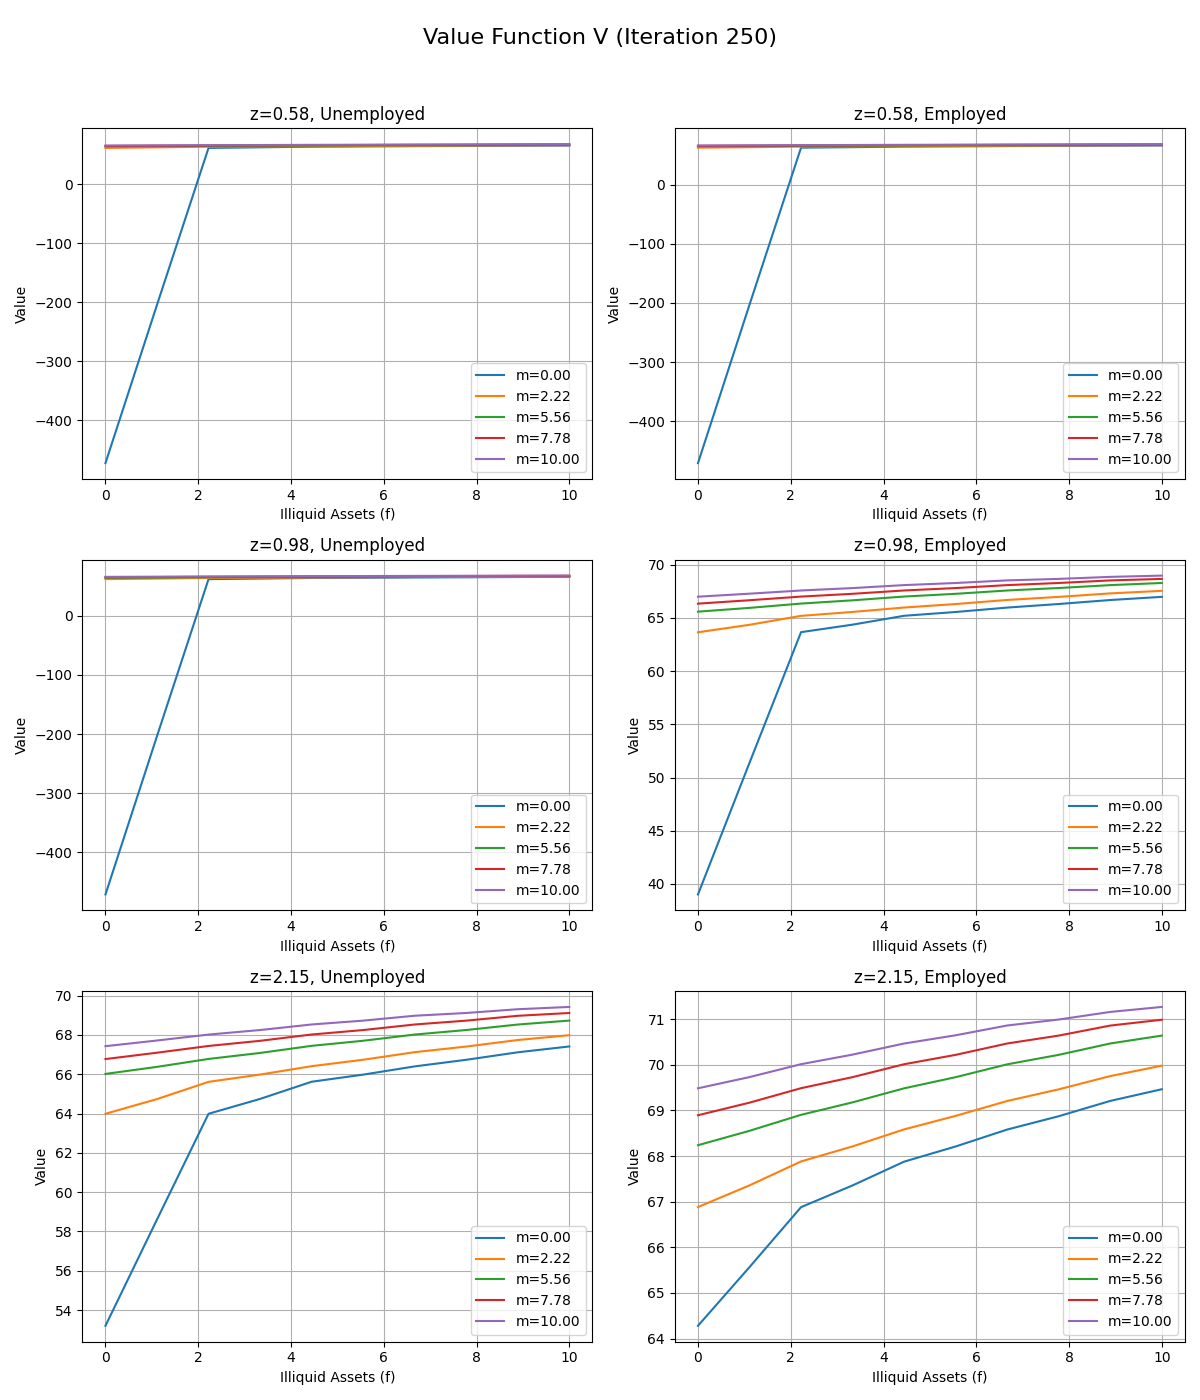 Value Function V (Iteration 250)
z=0.58, Unemployed
Value
0
−100
−200
−300
−400
0 2 4 6 8 10
Illiquid Assets (f)
m=0.00
m=2.22
m=5.56
m=7.78
m=10.00
z=0.58, Employed
Value
0
−100
−200
−300
−400
0 2 4 6 8 10
Illiquid Assets (f)
m=0.00
m=2.22
m=5.56
m=7.78
m=10.00
z=0.98, Unemployed
Value
0
−100
−200
−300
−400
0 2 4 6 8 10
Illiquid Assets (f)
m=0.00
m=2.22
m=5.56
m=7.78
m=10.00
z=0.98, Employed
Value
70
65
60
55
50
45
40
0 2 4 6 8 10
Illiquid Assets (f)
m=0.00
m=2.22
m=5.56
m=7.78
m=10.00
z=2.15, Unemployed
Value
70
68
66
64
62
60
58
56
54
0 2 4 6 8 10
Illiquid Assets (f)
m=0.00
m=2.22
m=5.56
m=7.78
m=10.00
z=2.15, Employed
Value
71
70
69
68
67
66
65
64
0 2 4 6 8 10
Illiquid Assets (f)
m=0.00
m=2.22
m=5.56
m=7.78
m=10.00